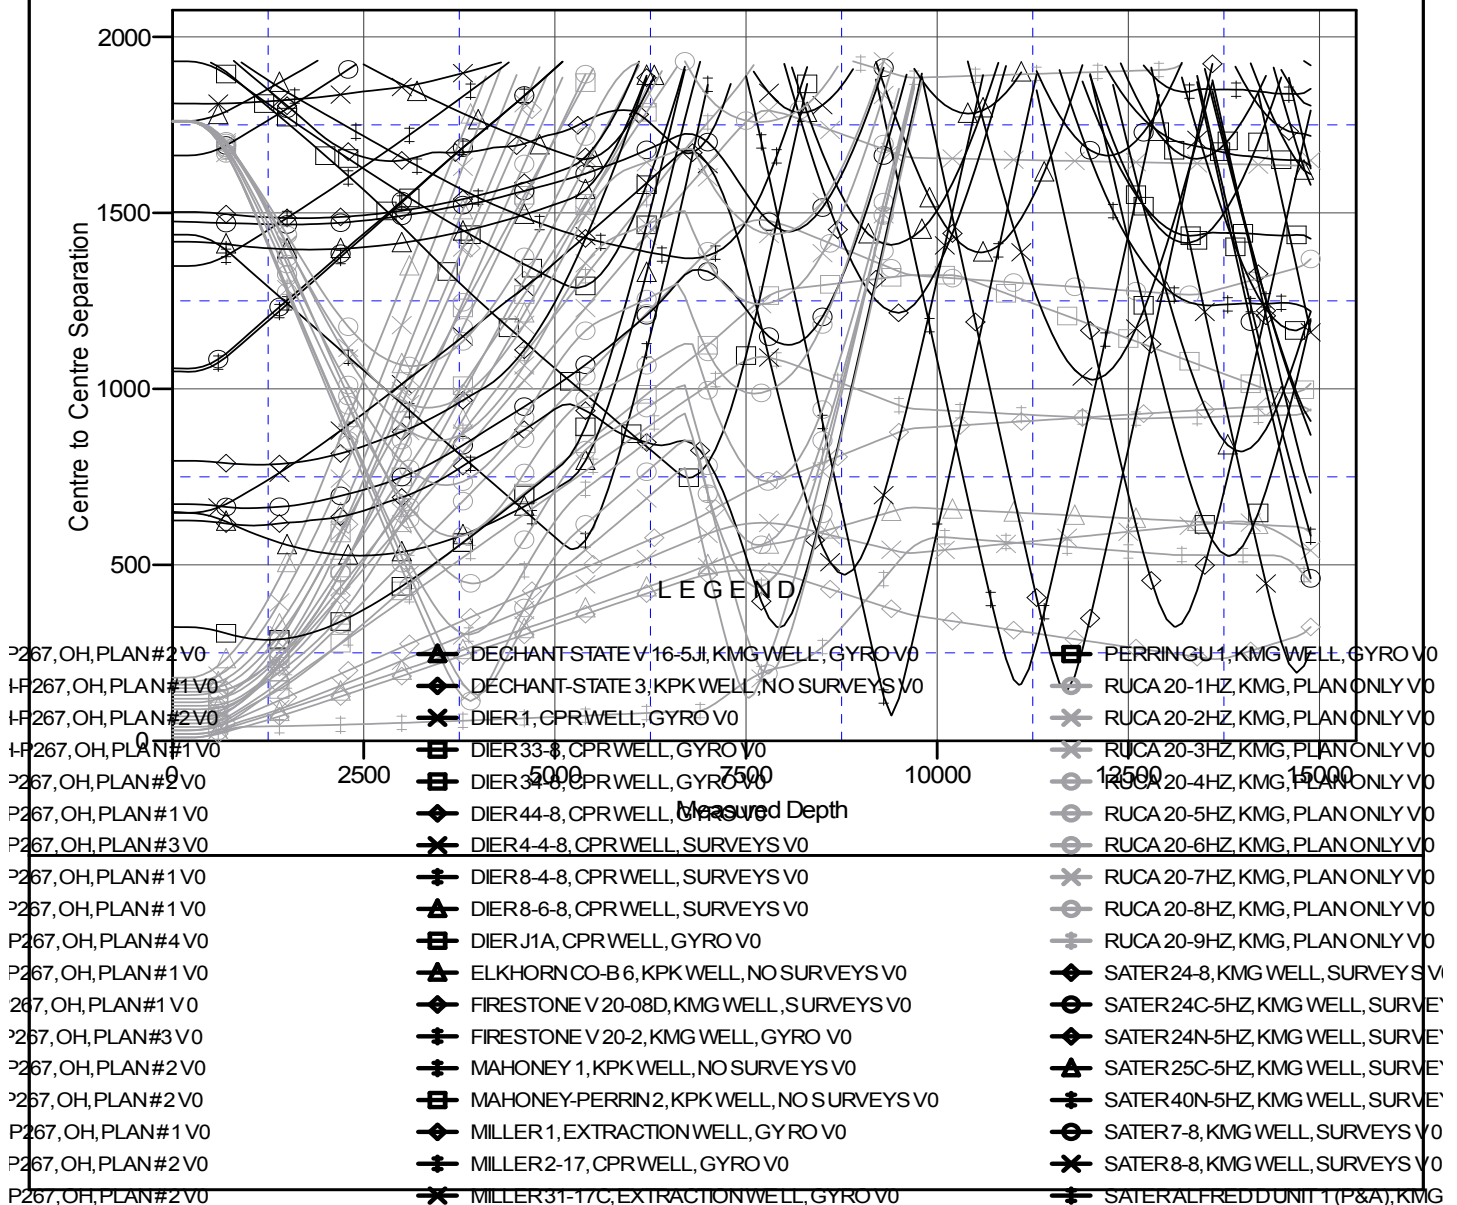 2000
1500
1000
500
0
Centre to Centre Separation
0 2500 5000 7500 10000 12500 15000
Measured Depth
LEGEND
P267, OH, PLAN#2 V0
P267, OH, PLAN#1 V0
P267, OH, PLAN#2 V0
P267, OH, PLAN#1 V0
P267, OH, PLAN#2 V0
P267, OH, PLAN#1 V0
P267, OH, PLAN#3 V0
P267, OH, PLAN#1 V0
P267, OH, PLAN#1 V0
P267, OH, PLAN#4 V0
P267, OH, PLAN#1 V0
267, OH, PLAN#1 V0
P267, OH, PLAN#3 V0
P267, OH, PLAN#2 V0
P267, OH, PLAN#2 V0
P267, OH, PLAN#1 V0
P267, OH, PLAN#2 V0
P267, OH, PLAN#2 V0
DECHANT STATE V 16-5JI, KMG WELL, GYRO V0
DECHANT-STATE 3, KPK WELL, NO SURVEYS V0
DIER 1, CPR WELL, GYRO V0
DIER 33-8, CPR WELL, GYRO V0
DIER 34-8, CPR WELL, GYRO V0
DIER 44-8, CPR WELL, GYRO V0
DIER 4-4-8, CPR WELL, SURVEYS V0
DIER 8-4-8, CPR WELL, SURVEYS V0
DIER 8-6-8, CPR WELL, SURVEYS V0
DIER J1A, CPR WELL, GYRO V0
ELKHORN CO-B 6, KPK WELL, NO SURVEYS V0
FIRESTONE V 20-08D, KMG WELL, SURVEYS V0
FIRESTONE V 20-2, KMG WELL, GYRO V0
MAHONEY 1, KPK WELL, NO SURVEYS V0
MAHONEY-PERRIN 2, KPK WELL, NO SURVEYS V0
MILLER 1, EXTRACTION WELL, GYRO V0
MILLER 2-17, CPR WELL, GYRO V0
MILLER 31-17C, EXTRACTION WELL, GYRO V0
PERRIN GU 1, KMG WELL, GYRO V0
RUCA 20-1HZ, KMG, PLAN ONLY V0
RUCA 20-2HZ, KMG, PLAN ONLY V0
RUCA 20-3HZ, KMG, PLAN ONLY V0
RUCA 20-4HZ, KMG, PLAN ONLY V0
RUCA 20-5HZ, KMG, PLAN ONLY V0
RUCA 20-6HZ, KMG, PLAN ONLY V0
RUCA 20-7HZ, KMG, PLAN ONLY V0
RUCA 20-8HZ, KMG, PLAN ONLY V0
RUCA 20-9HZ, KMG, PLAN ONLY V0
SATER 24-8, KMG WELL, SURVEYS V0
SATER 24C-5HZ, KMG WELL, SURVEY
SATER 24N-5HZ, KMG WELL, SURVEY
SATER 25C-5HZ, KMG WELL, SURVEY
SATER 40N-5HZ, KMG WELL, SURVEY
SATER 7-8, KMG WELL, SURVEYS V0
SATER 8-8, KMG WELL, SURVEYS V0
SATER ALFRED D UNIT 1 (P&A), KMG